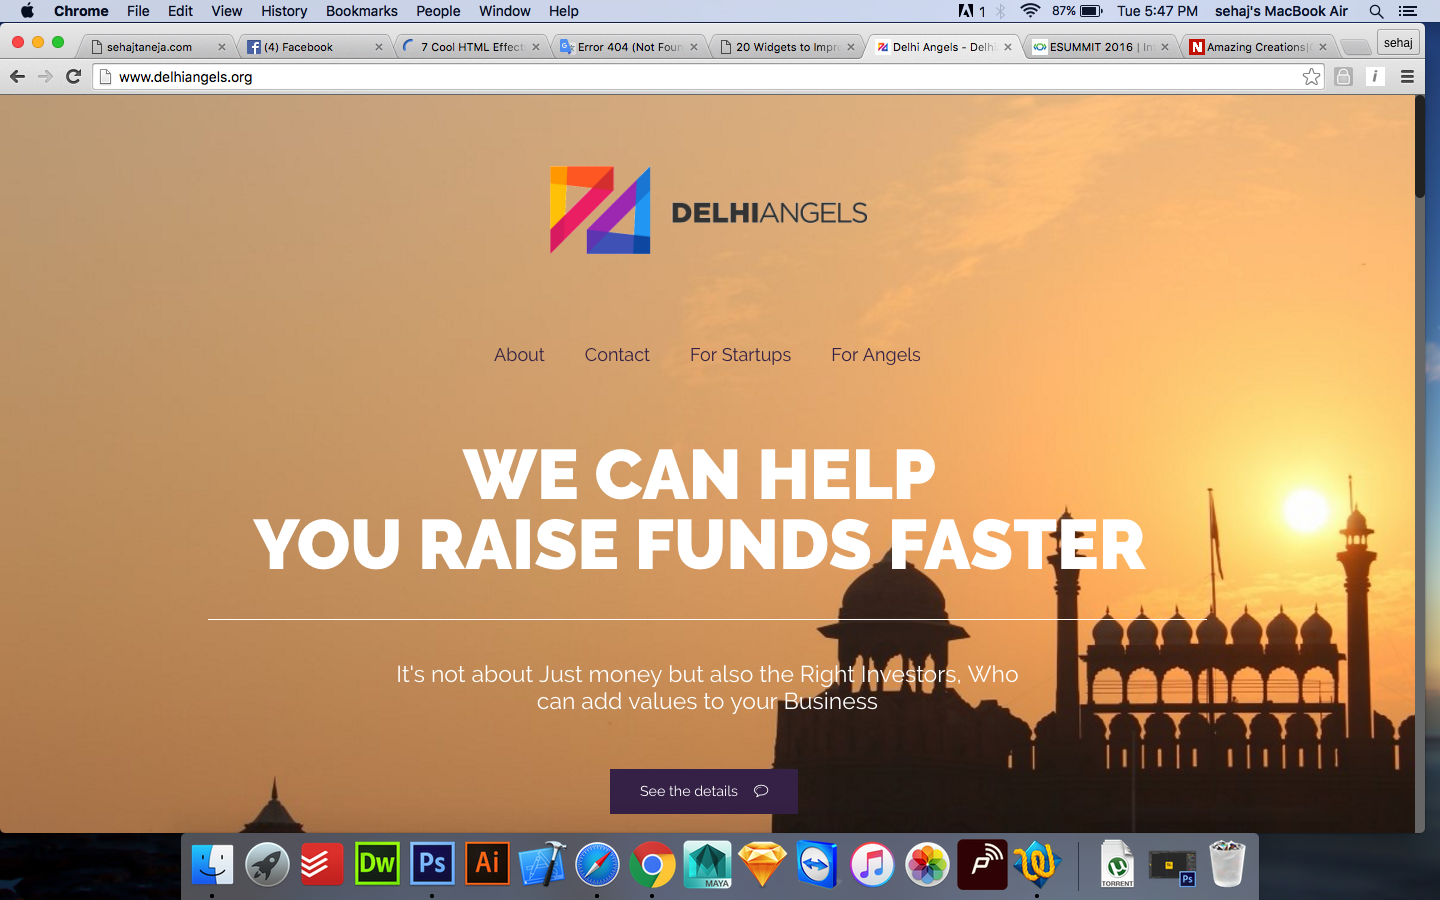 Chrome File Edit View History Bookmarks People Window Help 1 87% Tue 5:47 PM sehaj's MacBook Air
sehajtaneja.com (4) Facebook 7 Cool HTML Effect Error 404 (Not Foun 20 Widgets to Impr Delhi Angels - Delh ESUMMIT 2016 | In Amazing Creations| sehaj
www.delhiangels.org
DELHIANGELS
About Contact For Startups For Angels
WE CAN HELP
YOU RAISE FUNDS FASTER
It's not about Just money but also the Right Investors, Who
can add values to your Business
See the details
Dw Ps Ai MAYA TORRENT Ps